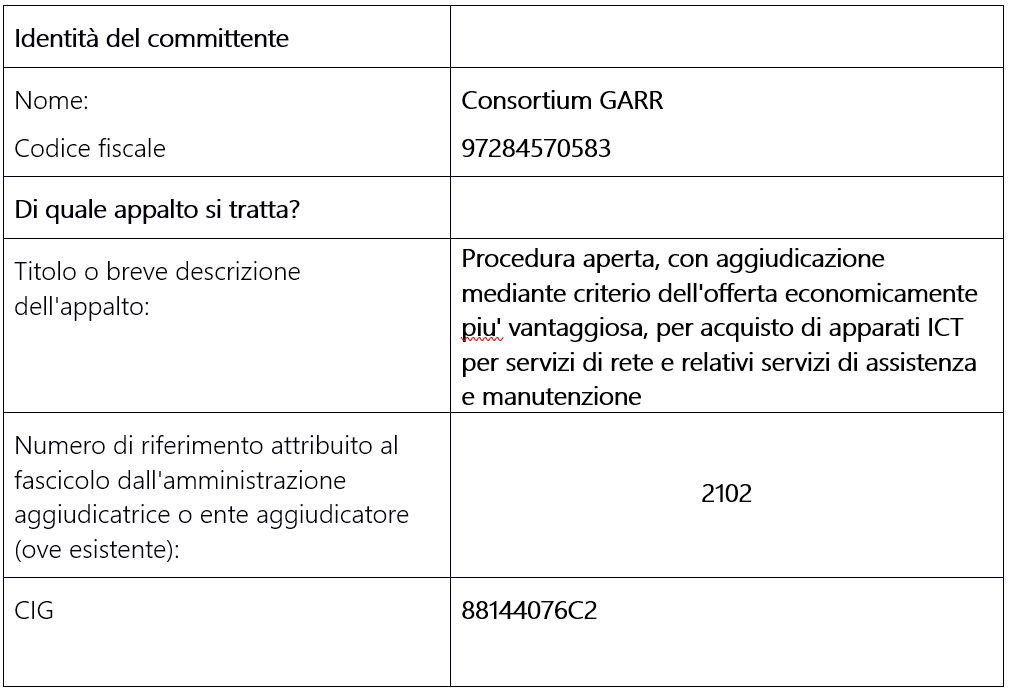 Identità del committente
Nome:
Consortium GARR
Codice fiscale
97284570583
Di quale appalto si tratta?
Titolo o breve descrizione
dell'appalto:
Procedura aperta, con aggiudicazione
mediante criterio dell'offerta economicamente
piu' vantaggiosa, per acquisto di apparati ICT
per servizi di rete e relativi servizi di assistenza
e manutenzione
Numero di riferimento attribuito al
fascicolo dall'amministrazione
aggiudicatrice o ente aggiudicatore
(ove esistente):
2102
CIG
88144076C2